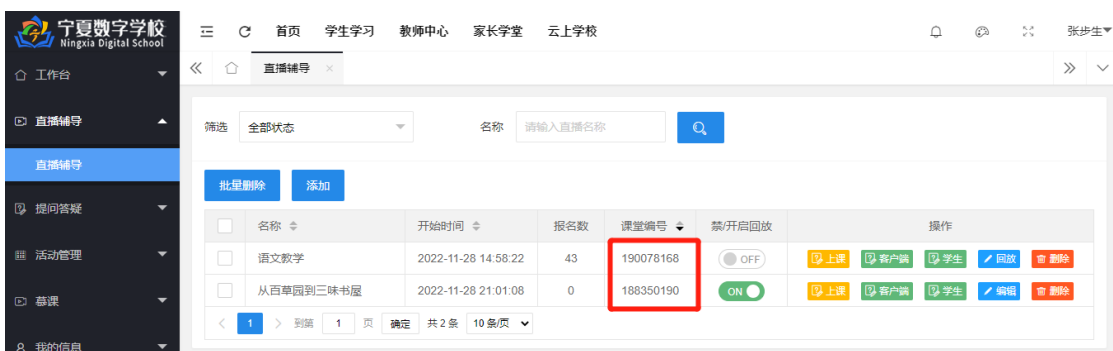 宁夏数字学校
Ningxia Digital School
首页 学生学习 教师中心 家长学堂 云上学校
张步生
工作台
直播辅导
直播辅导
筛选 全部状态 名称 请输入直播名称
直播辅导
批量删除 添加
提问答疑
名称 开始时间 报名数 课堂编号 禁/开启回放 操作
活动管理
语文教学 2022-11-28 14:58:22 43 190078168 OFF 上课 客户端 学生 回放 删除
从百草园到三味书屋 2022-11-28 21:01:08 0 188350190 ON 上课 客户端 学生 编辑 删除
慕课
1 到第 1 页 确定 共 2 条 10 条/页
我的信息